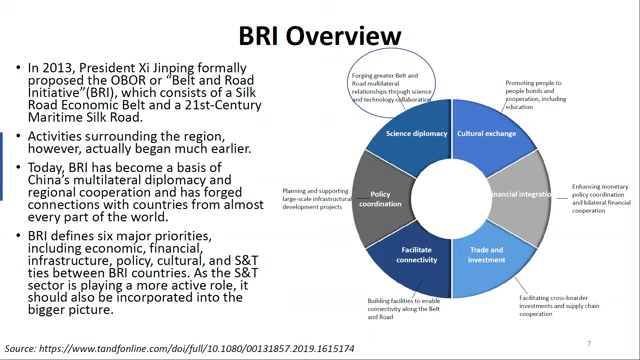 BRI Overview
• In 2013, President Xi Jinping formally
proposed the OBOR or “Belt and Road
Initiative”(BRI), which consists of a Silk
Road Economic Belt and a 21st-Century
Maritime Silk Road.
• Activities surrounding the region,
however, actually began much earlier.
• Today, BRI has become a basis of
China’s multilateral diplomacy and
regional cooperation and has forged
connections with countries from almost
every part of the world.
• BRI defines six major priorities,
including economic, financial,
infrastructure, policy, cultural, and S&T
ties between BRI countries. As the S&T
sector is playing a more active role, it
should also be incorporated into the
bigger picture.
Forging greater Belt and
Road multilateral
relationships through science
and technology collaboration
Promoting people to
people bonds and
cooperation, including
education
Science diplomacy
Cultural exchange
Planning and supporting
large-scale infrastructural
development projects
Policy
coordination
Financial integration
Enhancing monetary
policy coordination and
bilateral financial
cooperation
Facilitate
connectivity
Trade and
investment
Building facilities to enable
connectivity along the Belt
and Road
Facilitating cross-boarder
investments and supply chain
cooperation
Source: https://www.tandfonline.com/doi/full/10.1080/00131857.2019.1615174
7